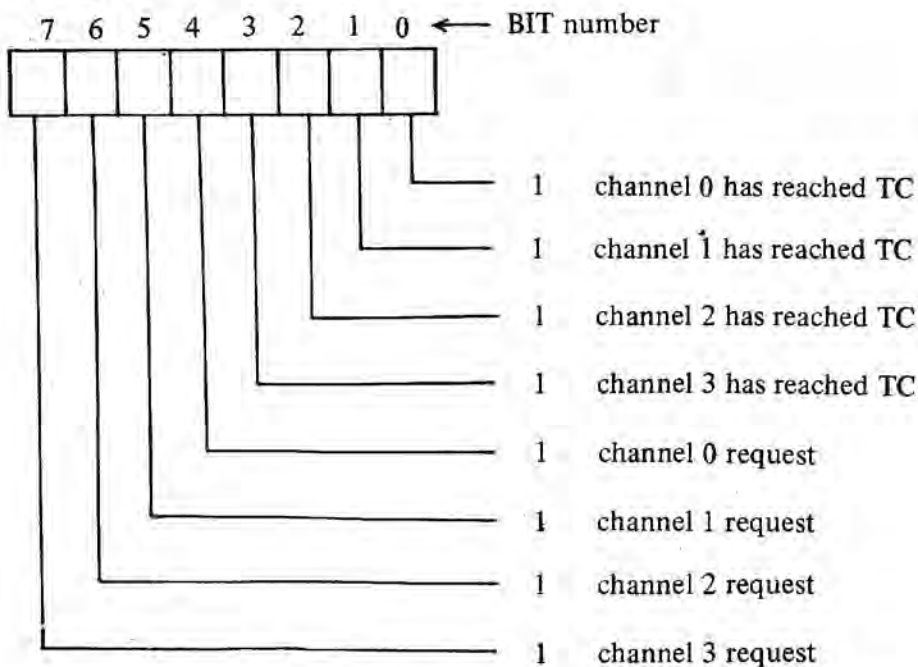 7 6 5 4 3 2 1 0 ← BIT number
1 channel 0 has reached TC
1 channel 1 has reached TC
1 channel 2 has reached TC
1 channel 3 has reached TC
1 channel 0 request
1 channel 1 request
1 channel 2 request
1 channel 3 request